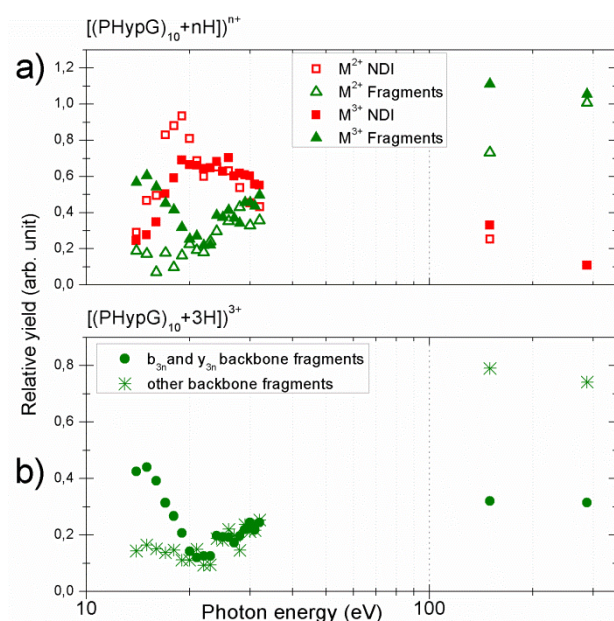 [(PHypG)₁₀+nH])ⁿ⁺
a)
1,2
1,0
0,8
0,6
0,4
0,2
0,0
M²⁺ NDI
M²⁺ Fragments
M³⁺ NDI
M³⁺ Fragments
Relative yield (arb. unit)
[(PHypG)₁₀+3H])³⁺
b)
0,8
0,6
0,4
0,2
0,0
b₃ₙ and y₃ₙ backbone fragments
other backbone fragments
10
100
Photon energy (eV)